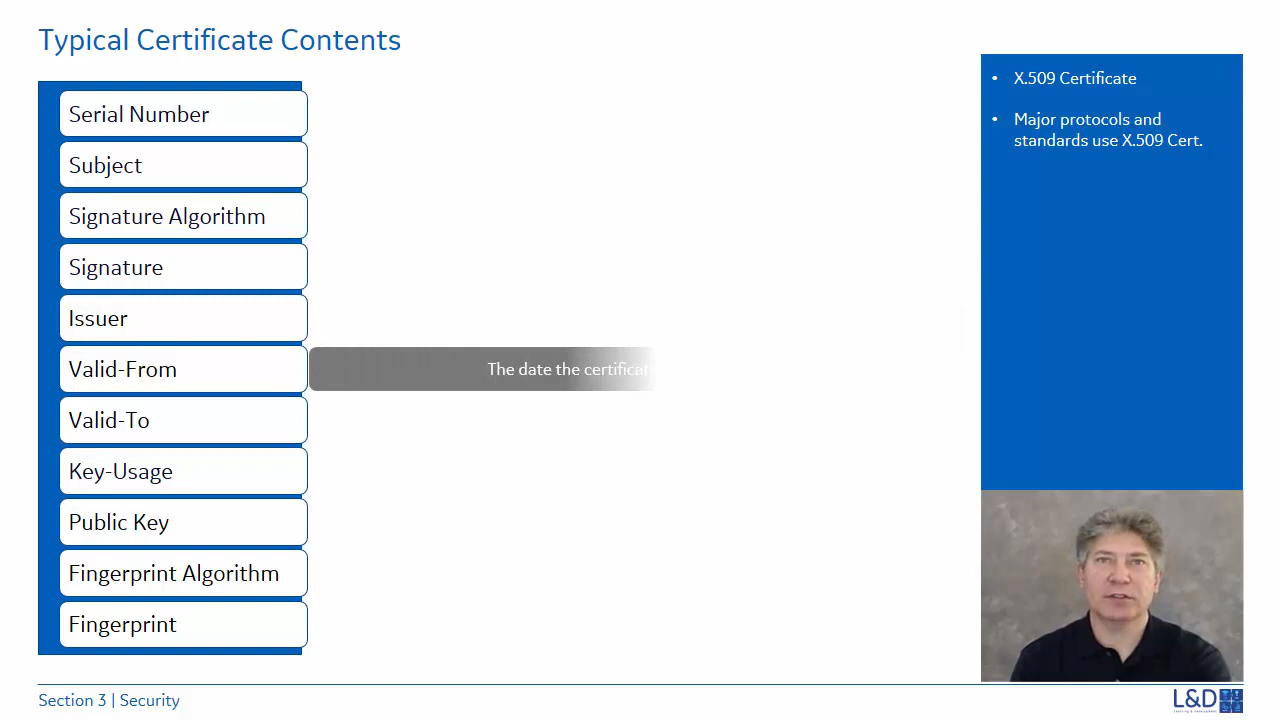 Typical Certificate Contents
Serial Number
Subject
Signature Algorithm
Signature
Issuer
Valid-From
The date the certificat
Valid-To
Key-Usage
Public Key
Fingerprint Algorithm
Fingerprint
• X.509 Certificate
• Major protocols and
standards use X.509 Cert.
Section 3 | Security
L&D